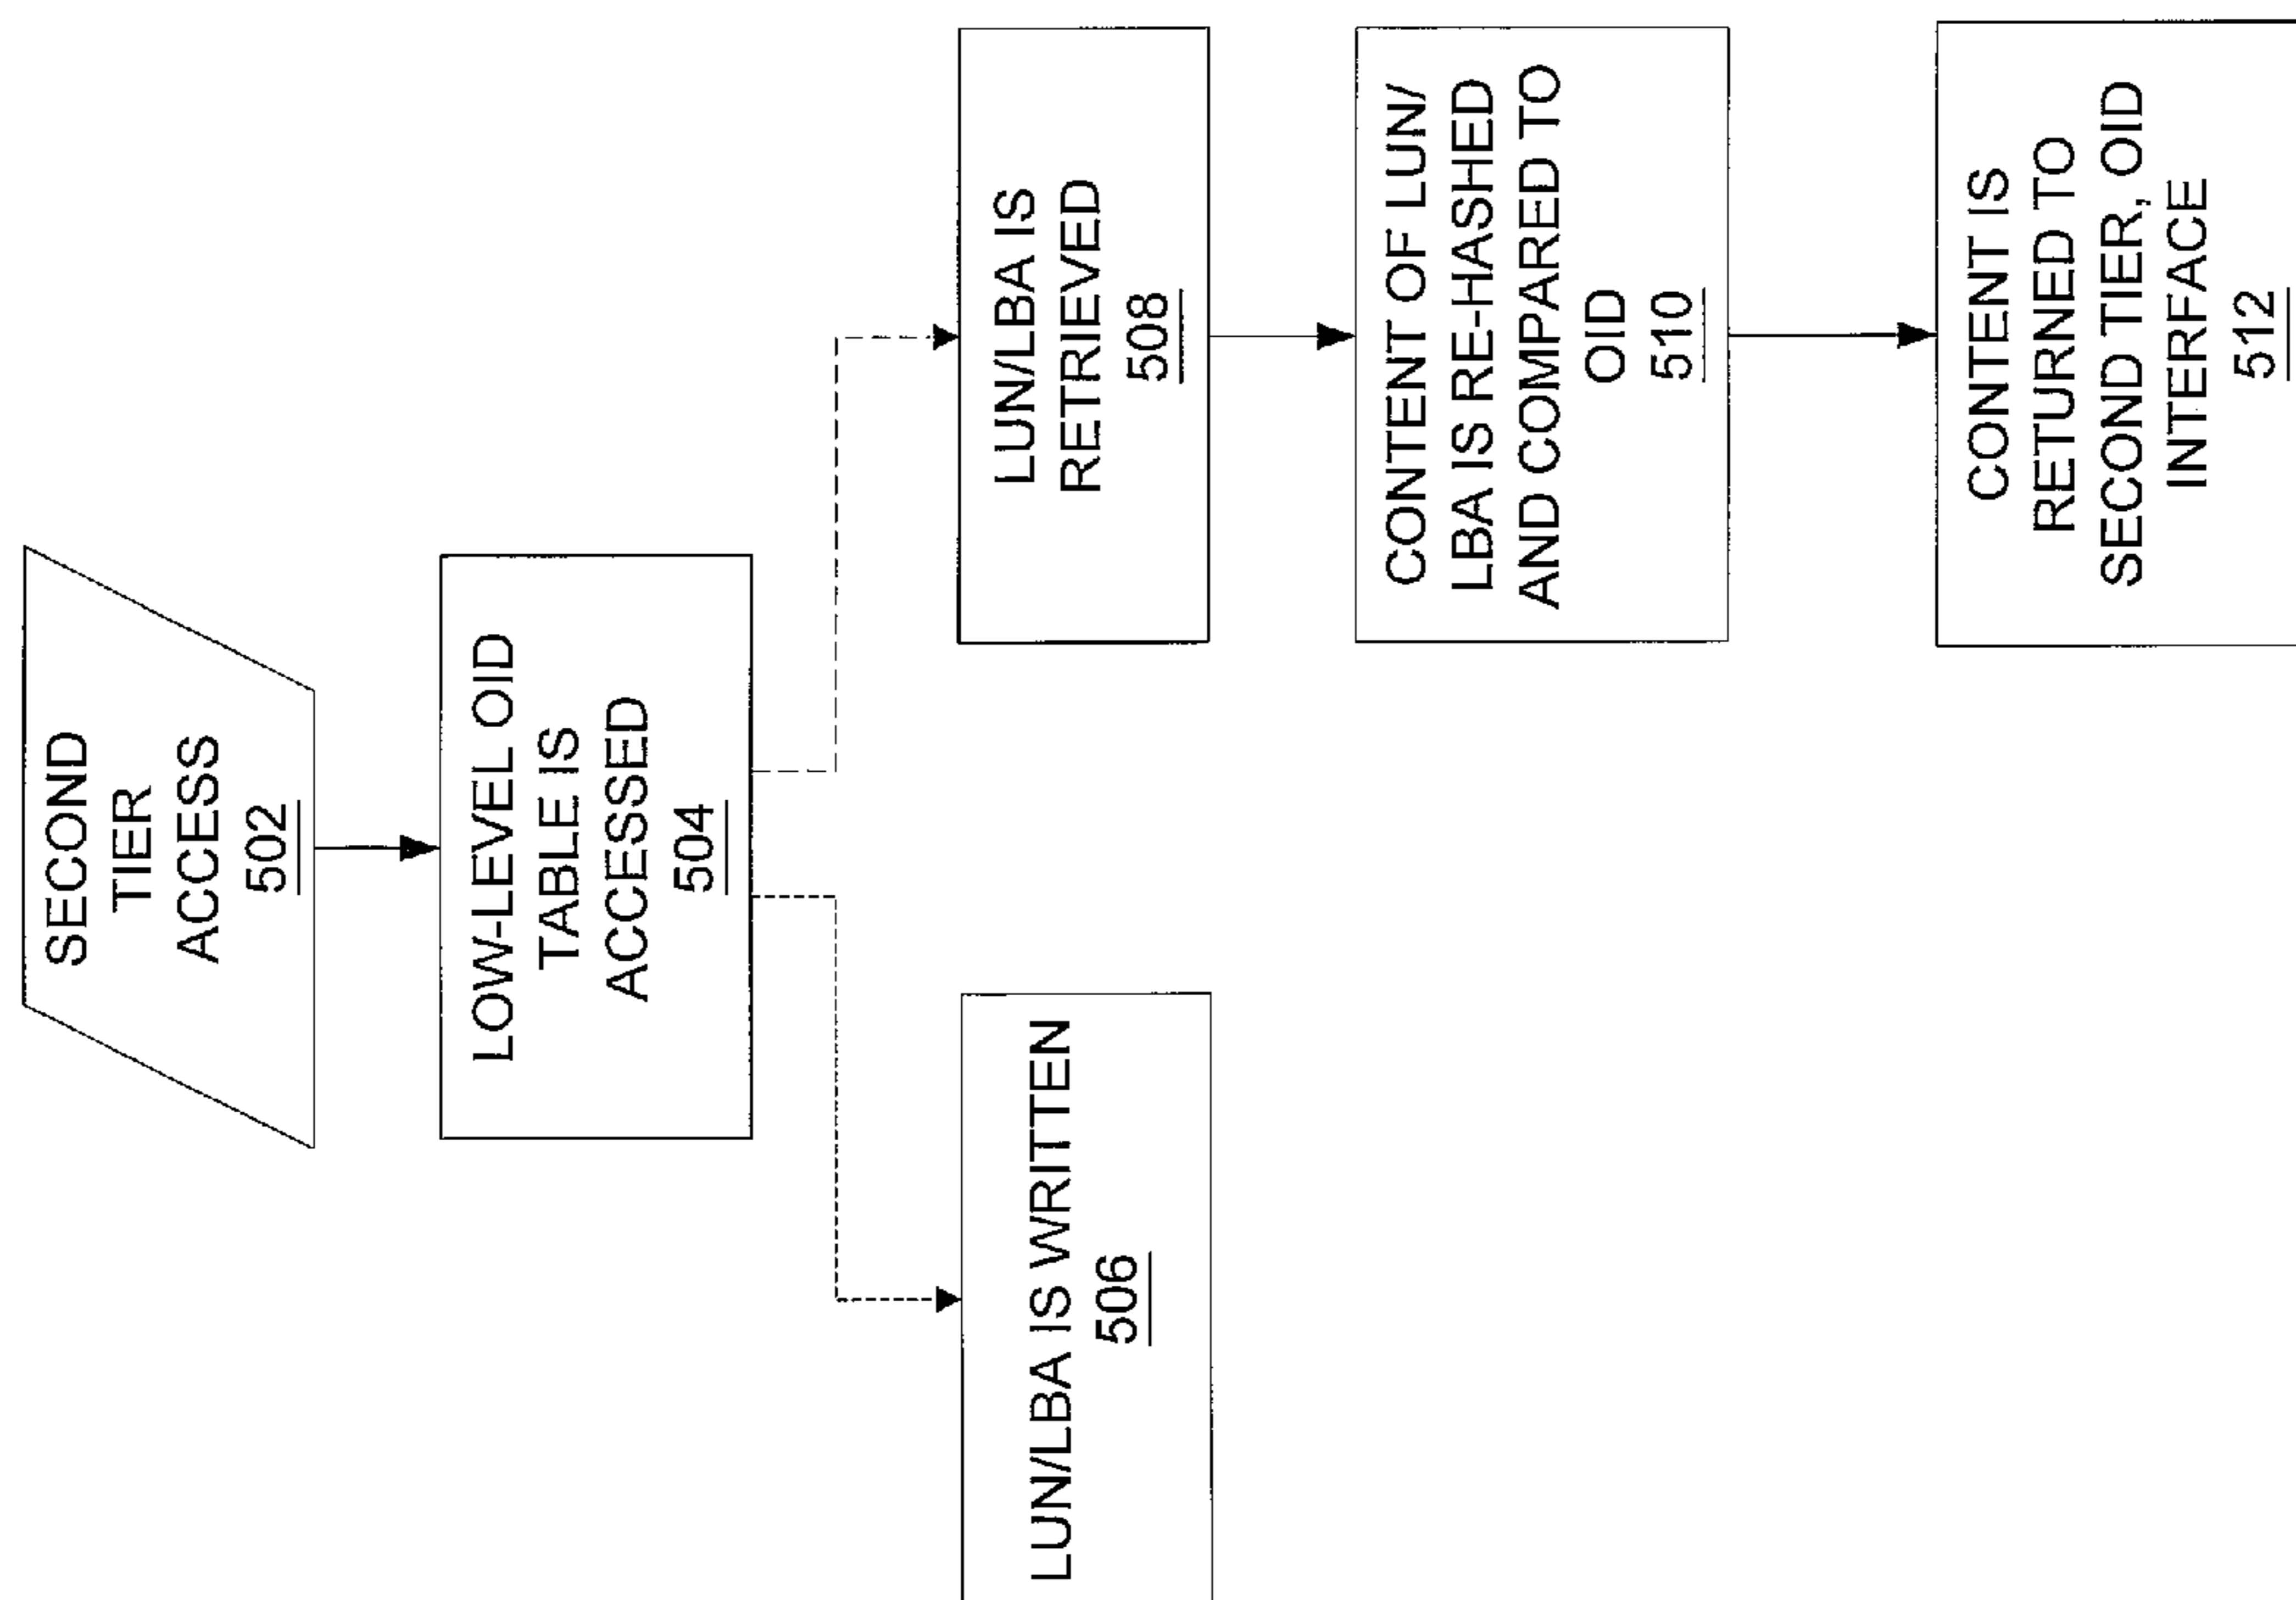 SECOND
TIER
ACCESS
502
LOW-LEVEL OID
TABLE IS
ACCESSED
504
LUN/LBA IS WRITTEN
506
LUN/LBA IS
RETRIEVED
508
CONTENT OF LUN/
LBA IS RE-HASHED
AND COMPARED TO
OID
510
CONTENT IS
RETURNED TO
SECOND TIER, OID
INTERFACE
512